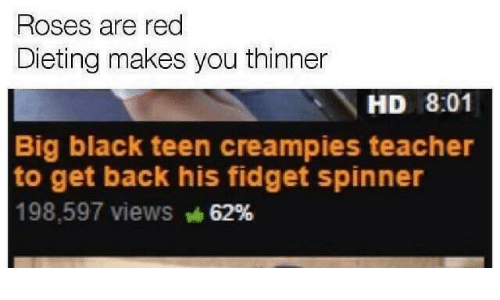 Roses are red
Dieting makes you thinner
HD 8:01
Big black teen creampies teacher
to get back his fidget spinner
198,597 views 62%